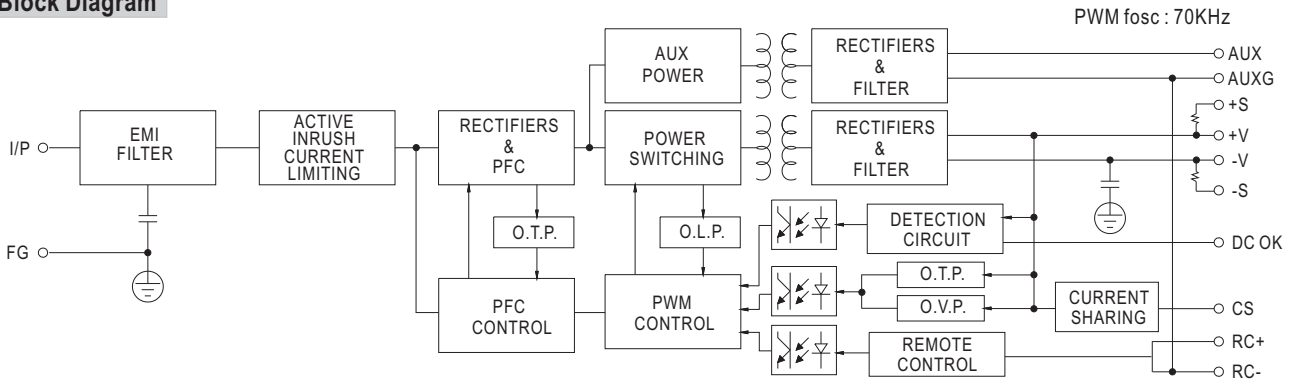 Block Diagram
PWM fosc : 70KHz
I/P
FG
EMI
FILTER
ACTIVE
INRUSH
CURRENT
LIMITING
RECTIFIERS
&
PFC
O.T.P.
PFC
CONTROL
AUX
POWER
POWER
SWITCHING
O.L.P.
PWM
CONTROL
RECTIFIERS
&
FILTER
RECTIFIERS
&
FILTER
DETECTION
CIRCUIT
O.T.P.
O.V.P.
REMOTE
CONTROL
CURRENT
SHARING
AUX
AUXG
+S
+V
-V
-S
DC OK
CS
RC+
RC-